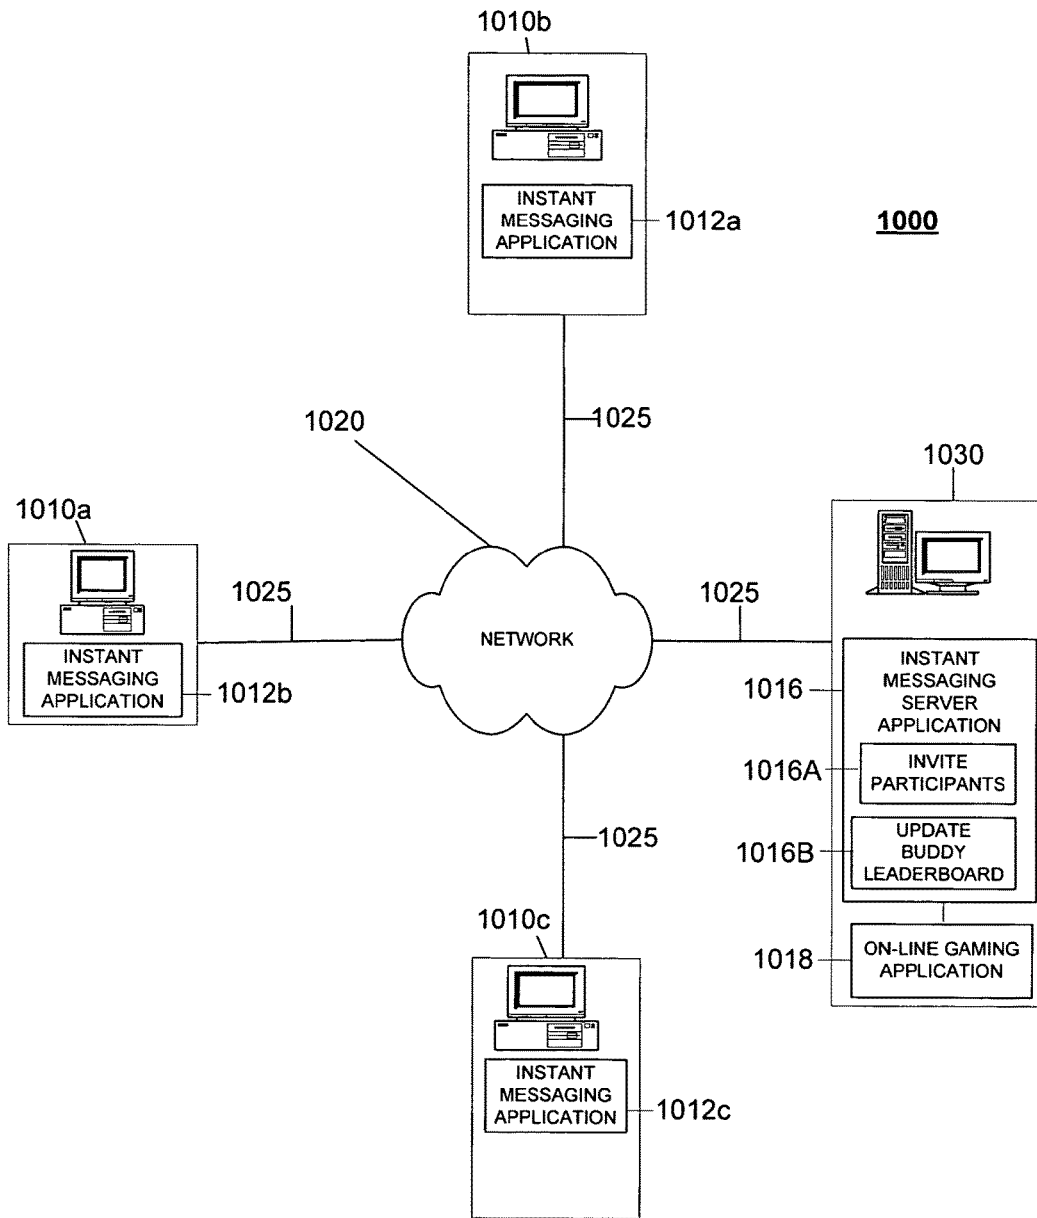 1010b
INSTANT
MESSAGING
APPLICATION
1012a
1000
1020
1025
1030
1010a
1025
1025
INSTANT
MESSAGING
APPLICATION
1012b
NETWORK
1016
INSTANT
MESSAGING
SERVER
APPLICATION
1016A
INVITE
PARTICIPANTS
1016B
UPDATE
BUDDY
LEADERBOARD
1025
1010c
1018
ON-LINE GAMING
APPLICATION
INSTANT
MESSAGING
APPLICATION
1012c